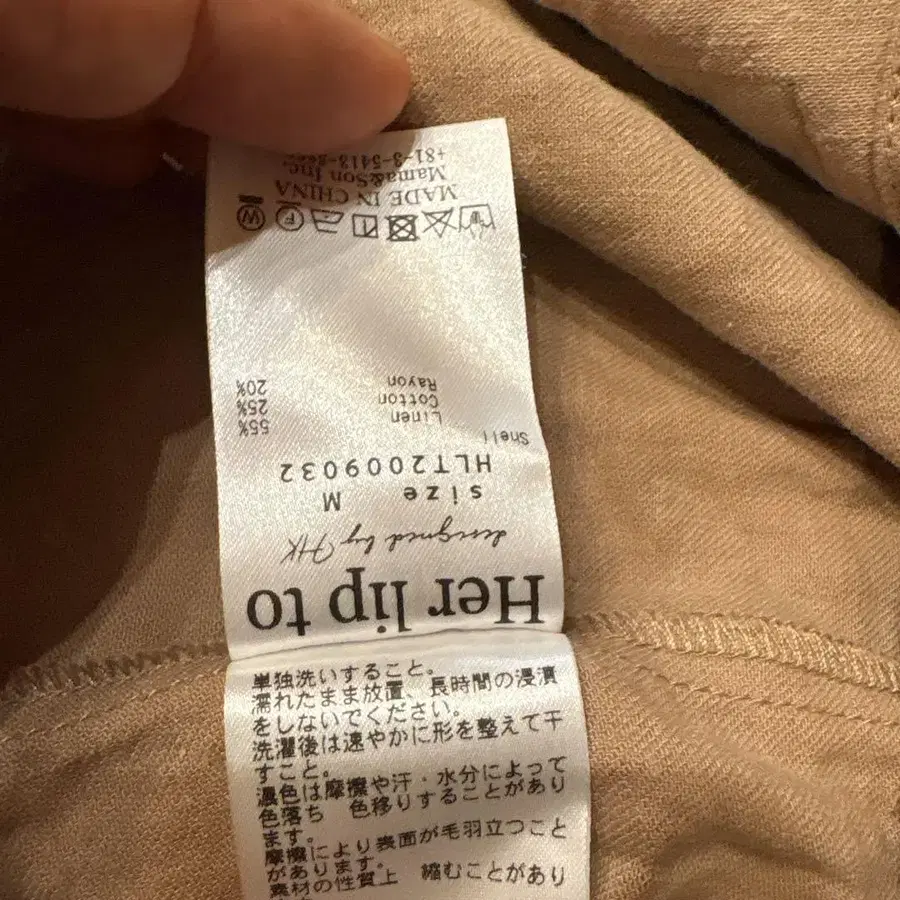 Her lip to
designed by HK
size M
HLT2009032
Shell
Linen 55%
Cotton 25%
Rayon 20%
MADE IN CHINA
Mama&Son Inc.
単独洗いすること。
濡れたまま放置、長時間の浸漬
をしないでください。
洗濯後は速やかに形を整えて干
すこと。
濃色は摩擦や汗・水分によって
色落ち 色移りすることがあり
ます。
摩擦により表面が毛羽立つこと
があります。
素材の性質上 縮むことがあり